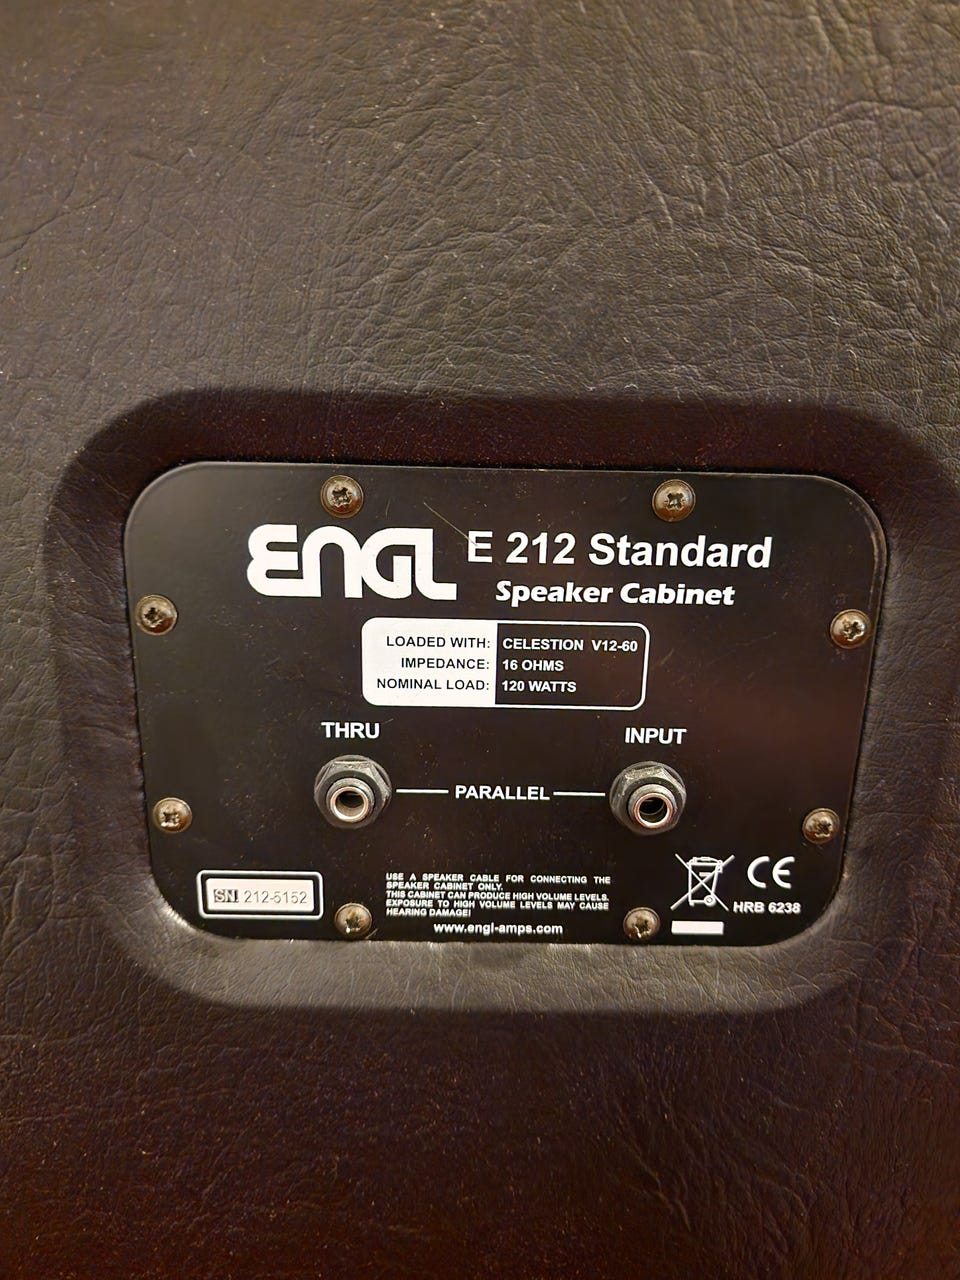 ENGL E 212 Standard
Speaker Cabinet
LOADED WITH: CELESTION V12-60
IMPEDANCE: 16 OHMS
NOMINAL LOAD: 120 WATTS
THRU INPUT
PARALLEL
USE A SPEAKER CABLE FOR CONNECTING THE
SPEAKER CABINET ONLY.
THIS CABINET CAN PRODUCE HIGH VOLUME LEVELS.
EXPOSURE TO HIGH VOLUME LEVELS MAY CAUSE
HEARING DAMAGE!
www.engl-amps.com
SN 212-5152
CE
HRB 6238